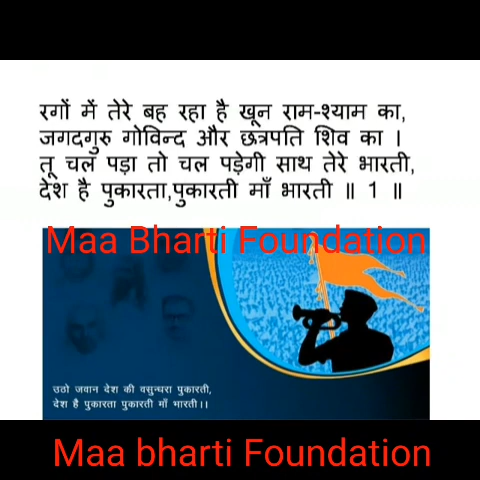 रगों में तेरे बह रहा है खून राम-श्याम का,
जगदगुरु गोविन्द और छत्रपति शिव का ।
तू चल पड़ा तो चल पड़ेगी साथ तेरे भारती,
देश है पुकारता,पुकारती माँ भारती ॥ 1 ॥
Maa Bharti Foundation
उठो जवान देश की वसुन्धरा पुकारती,
देश है पुकारता पुकारती माँ भारती।।
Maa bharti Foundation